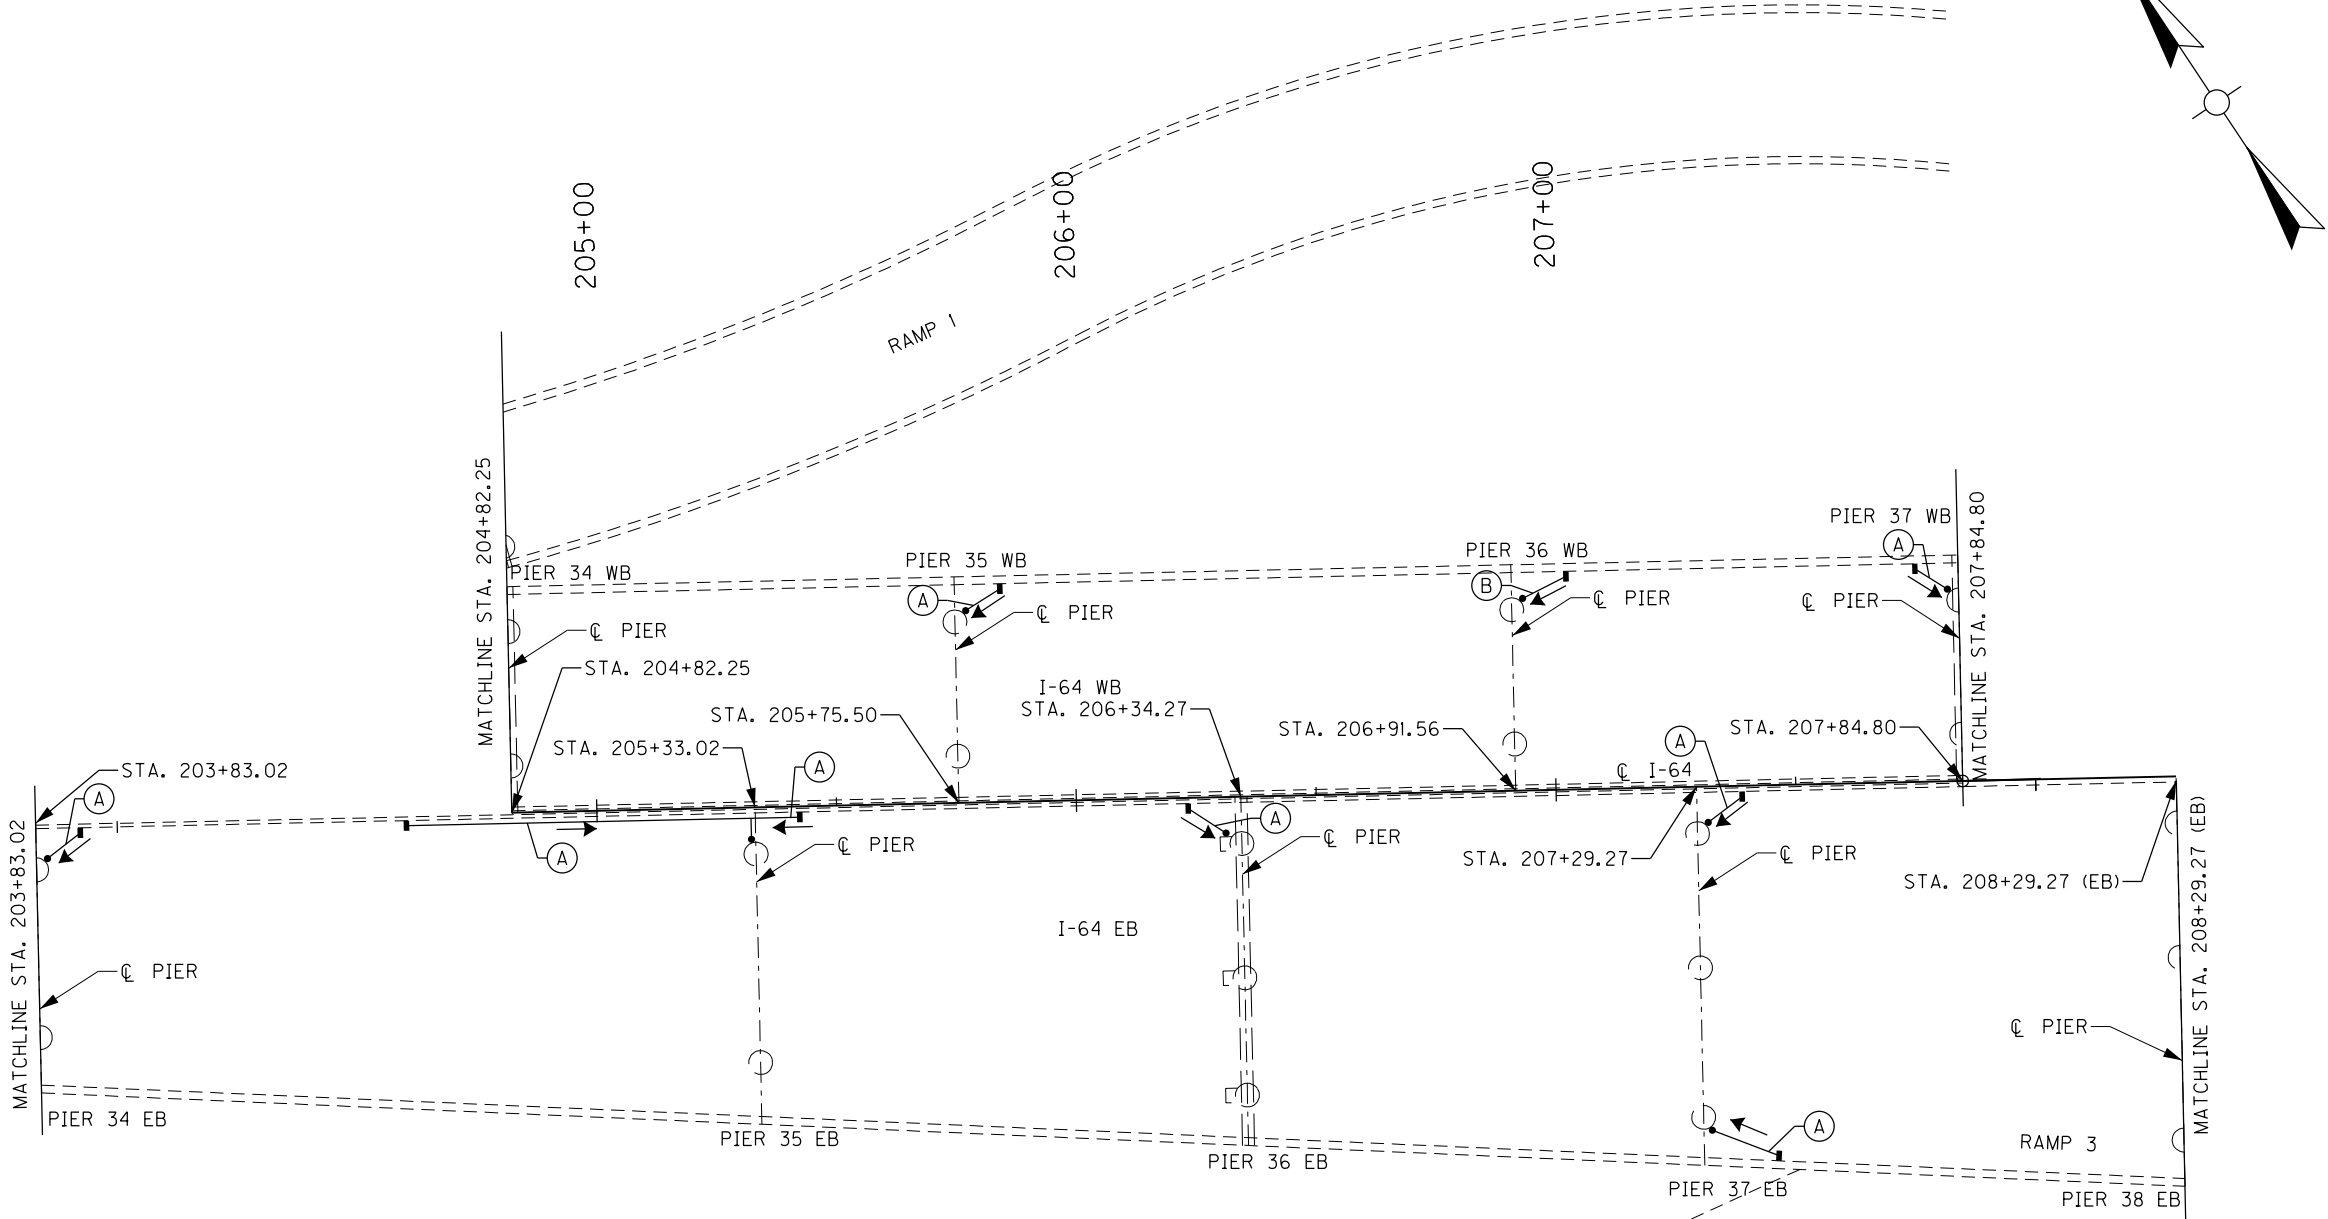 205+00
206+00
207+00
RAMP 1
MATCHLINE STA. 204+82.25
PIER 34 WB
PIER 35 WB
PIER 36 WB
PIER 37 WB
MATCHLINE STA. 207+84.80
A
B
A
℄ PIER
℄ PIER
℄ PIER
℄ PIER
STA. 204+82.25
I-64 WB
STA. 205+75.50
STA. 206+34.27
STA. 206+91.56
STA. 207+84.80
STA. 205+33.02
A
A
℄ I-64
STA. 203+83.02
A
A
A
℄ PIER
℄ PIER
STA. 207+29.27
℄ PIER
STA. 208+29.27 (EB)
MATCHLINE STA. 203+83.02
℄ PIER
I-64 EB
℄ PIER
MATCHLINE STA. 208+29.27 (EB)
PIER 34 EB
PIER 35 EB
PIER 36 EB
A
RAMP 3
PIER 37 EB
PIER 38 EB